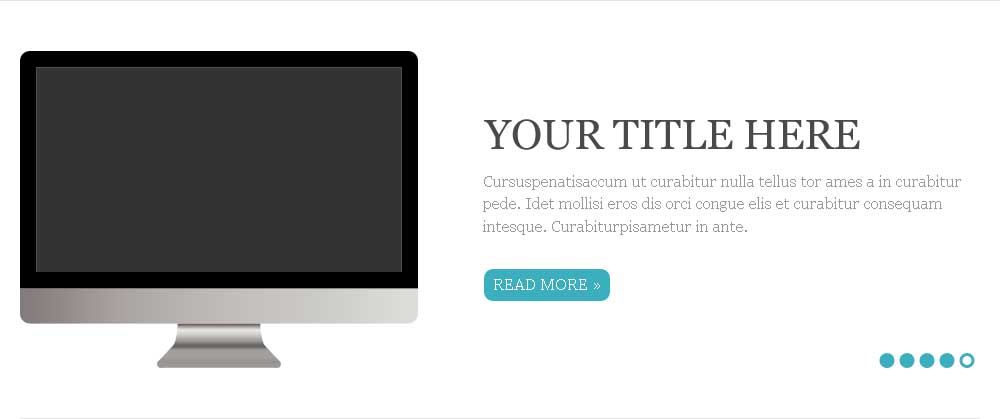 YOUR TITLE HERE
Cursuspenatisaccum ut curabitur nulla tellus tor ames a in curabitur
pede. Idet mollisi eros dis orci congue elis et curabitur consequam
intesque. Curabiturpisametur in ante.
READ MORE »